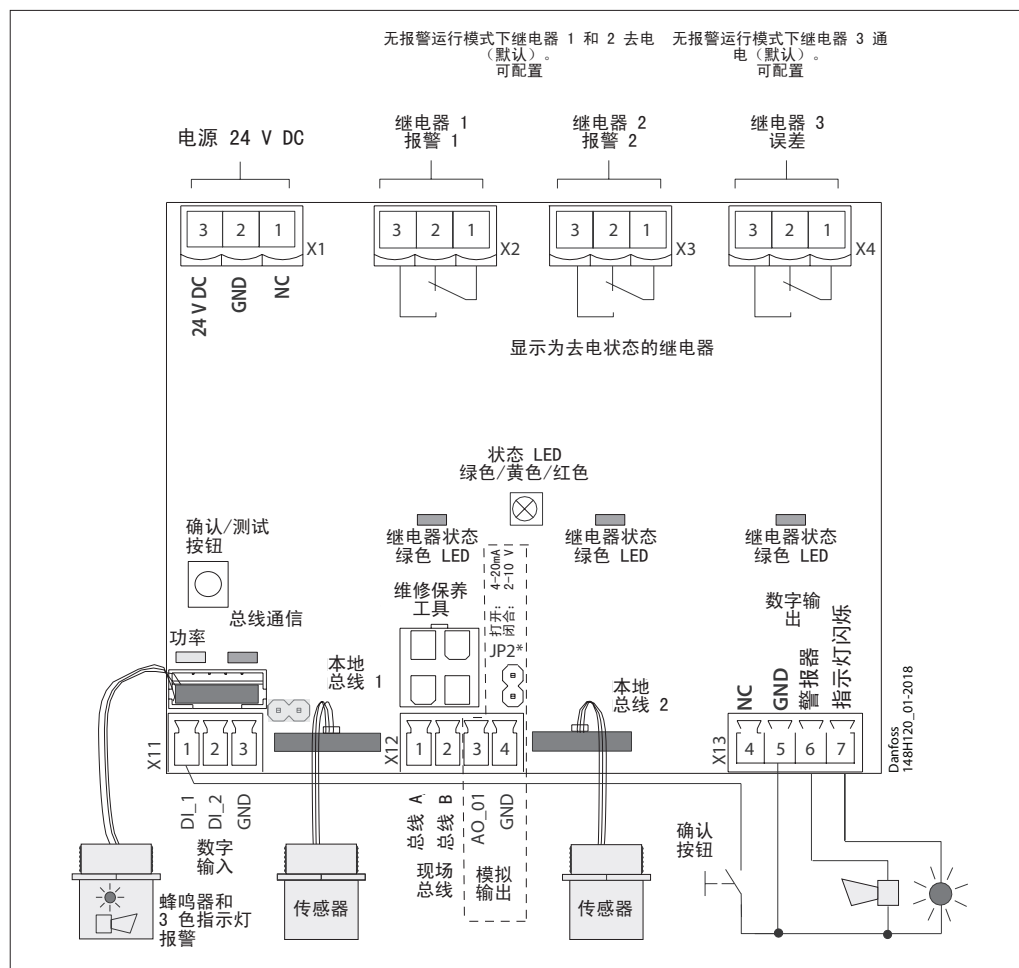 无报警运行模式下继电器 1 和 2 去电
（默认）。
可配置
无报警运行模式下继电器 3 通
电（默认）。
可配置
电源 24 V DC
继电器 1
报警 1
继电器 2
报警 2
继电器 3
误差
3 2 1
X1
3 2 1
X2
3 2 1
X3
3 2 1
X4
24 V DC
GND
NC
显示为去电状态的继电器
状态 LED
绿色/黄色/红色
确认/测试
按钮
继电器状态
绿色 LED
继电器状态
绿色 LED
继电器状态
绿色 LED
总线通信
功率
维修保养
工具
打开： 4-20mA
闭合： 2-10 V
JP2*
数字输
出
本地
总线 1
本地
总线 2
NC
GND
警报器
指示灯闪烁
X11
1 2 3
X12
1 2 3 4
X13
4 5 6 7
Danfoss
148H120_01-2018
DI_1
DI_2
GND
数字
输入
总线 A
总线 B
AO_01
GND
现场
总线
模拟
输出
确认
按钮
蜂鸣器和
3 色指示灯
报警
传感器
传感器